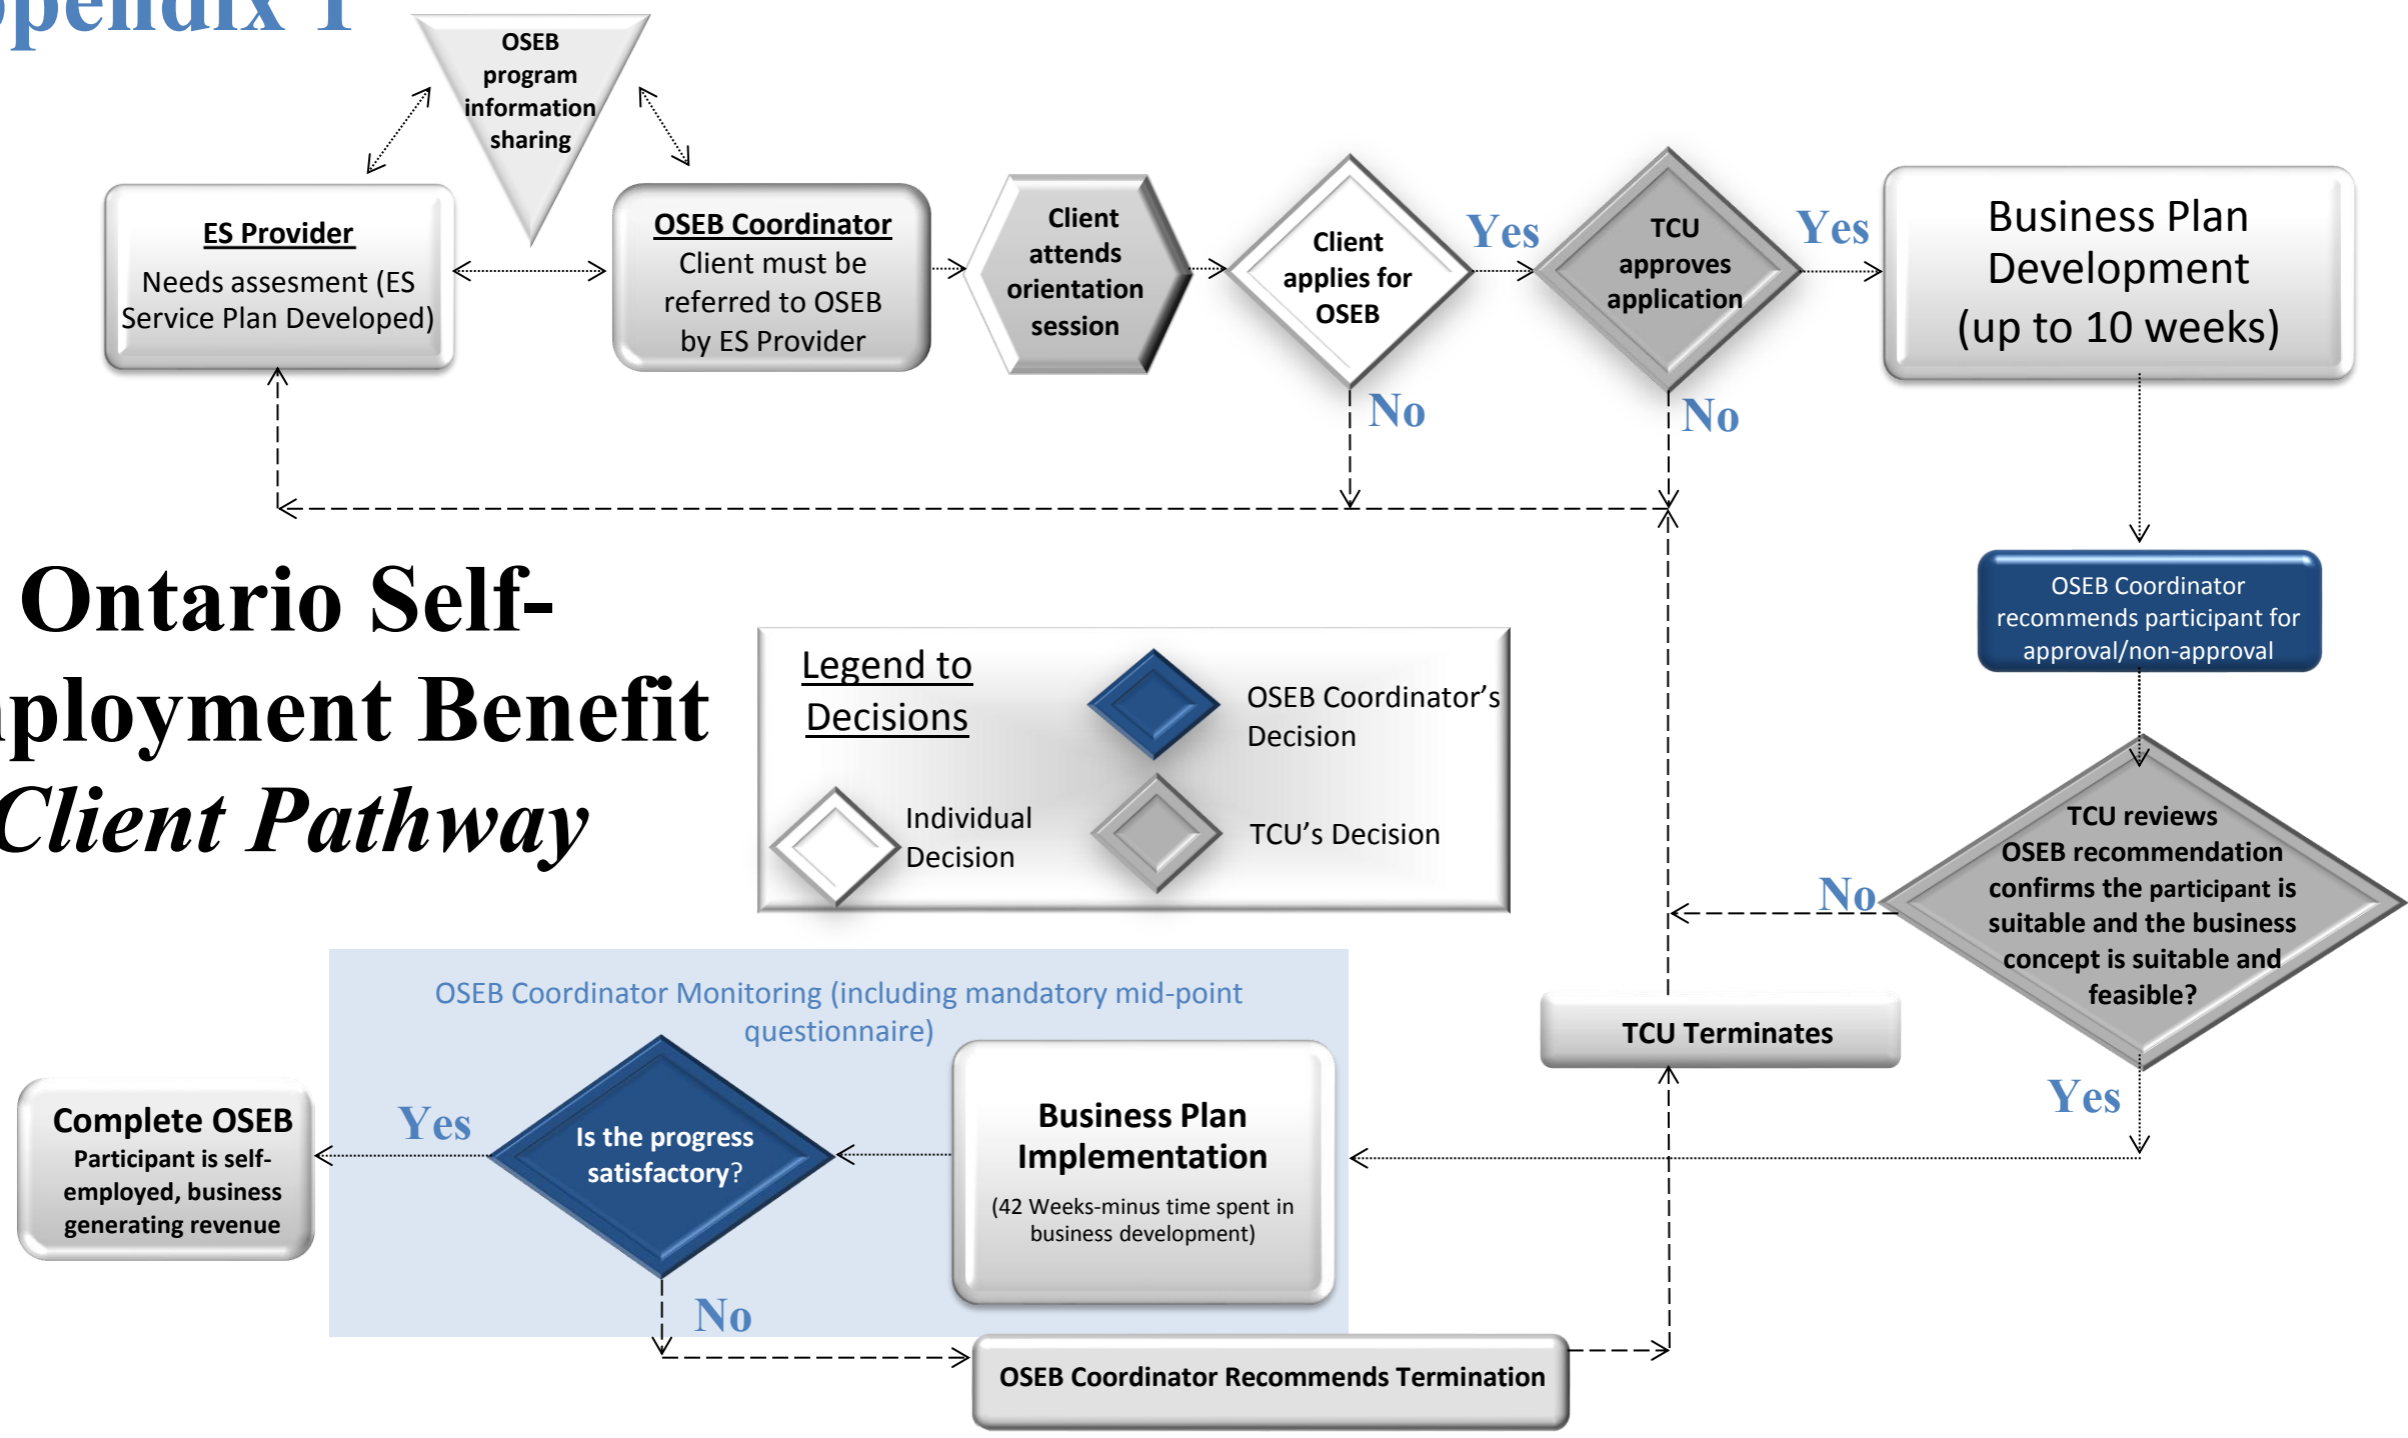 ppendix 1
OSEB
program
information
sharing
ES Provider
Needs assesment (ES
Service Plan Developed)
OSEB Coordinator
Client must be
referred to OSEB
by ES Provider
Client
attends
orientation
session
Client
applies for
OSEB
Yes
No
TCU
approves
application
Yes
No
Business Plan
Development
(up to 10 weeks)
OSEB Coordinator
recommends participant for
approval/non-approval
Ontario Self-
ployment Benefit
Client Pathway
Legend to
Decisions
OSEB Coordinator’s
Decision
Individual
Decision
TCU’s Decision
TCU reviews
OSEB recommendation
confirms the participant is
suitable and the business
concept is suitable and
feasible?
No
Yes
TCU Terminates
OSEB Coordinator Monitoring (including mandatory mid-point
questionnaire)
Business Plan
Implementation
(42 Weeks-minus time spent in
business development)
Is the progress
satisfactory?
Yes
No
Complete OSEB
Participant is self-
employed, business
generating revenue
OSEB Coordinator Recommends Termination